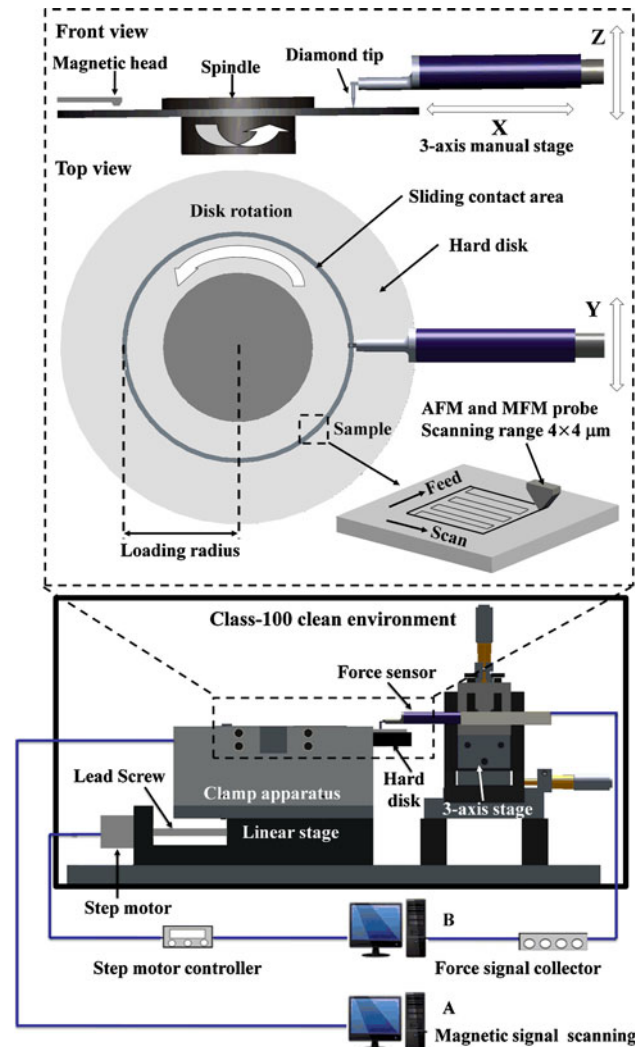 Front view
Magnetic head
Spindle
Diamond tip
Z
X
3-axis manual stage
Top view
Disk rotation
Sliding contact area
Hard disk
Y
Sample
AFM and MFM probe
Scanning range 4×4 μm
Feed
Scan
Loading radius
Class-100 clean environment
Force sensor
Lead Screw
Clamp apparatus
Hard
disk
3-axis stage
Linear stage
Step motor
B
Step motor controller
Force signal collector
A
Magnetic signal scanning